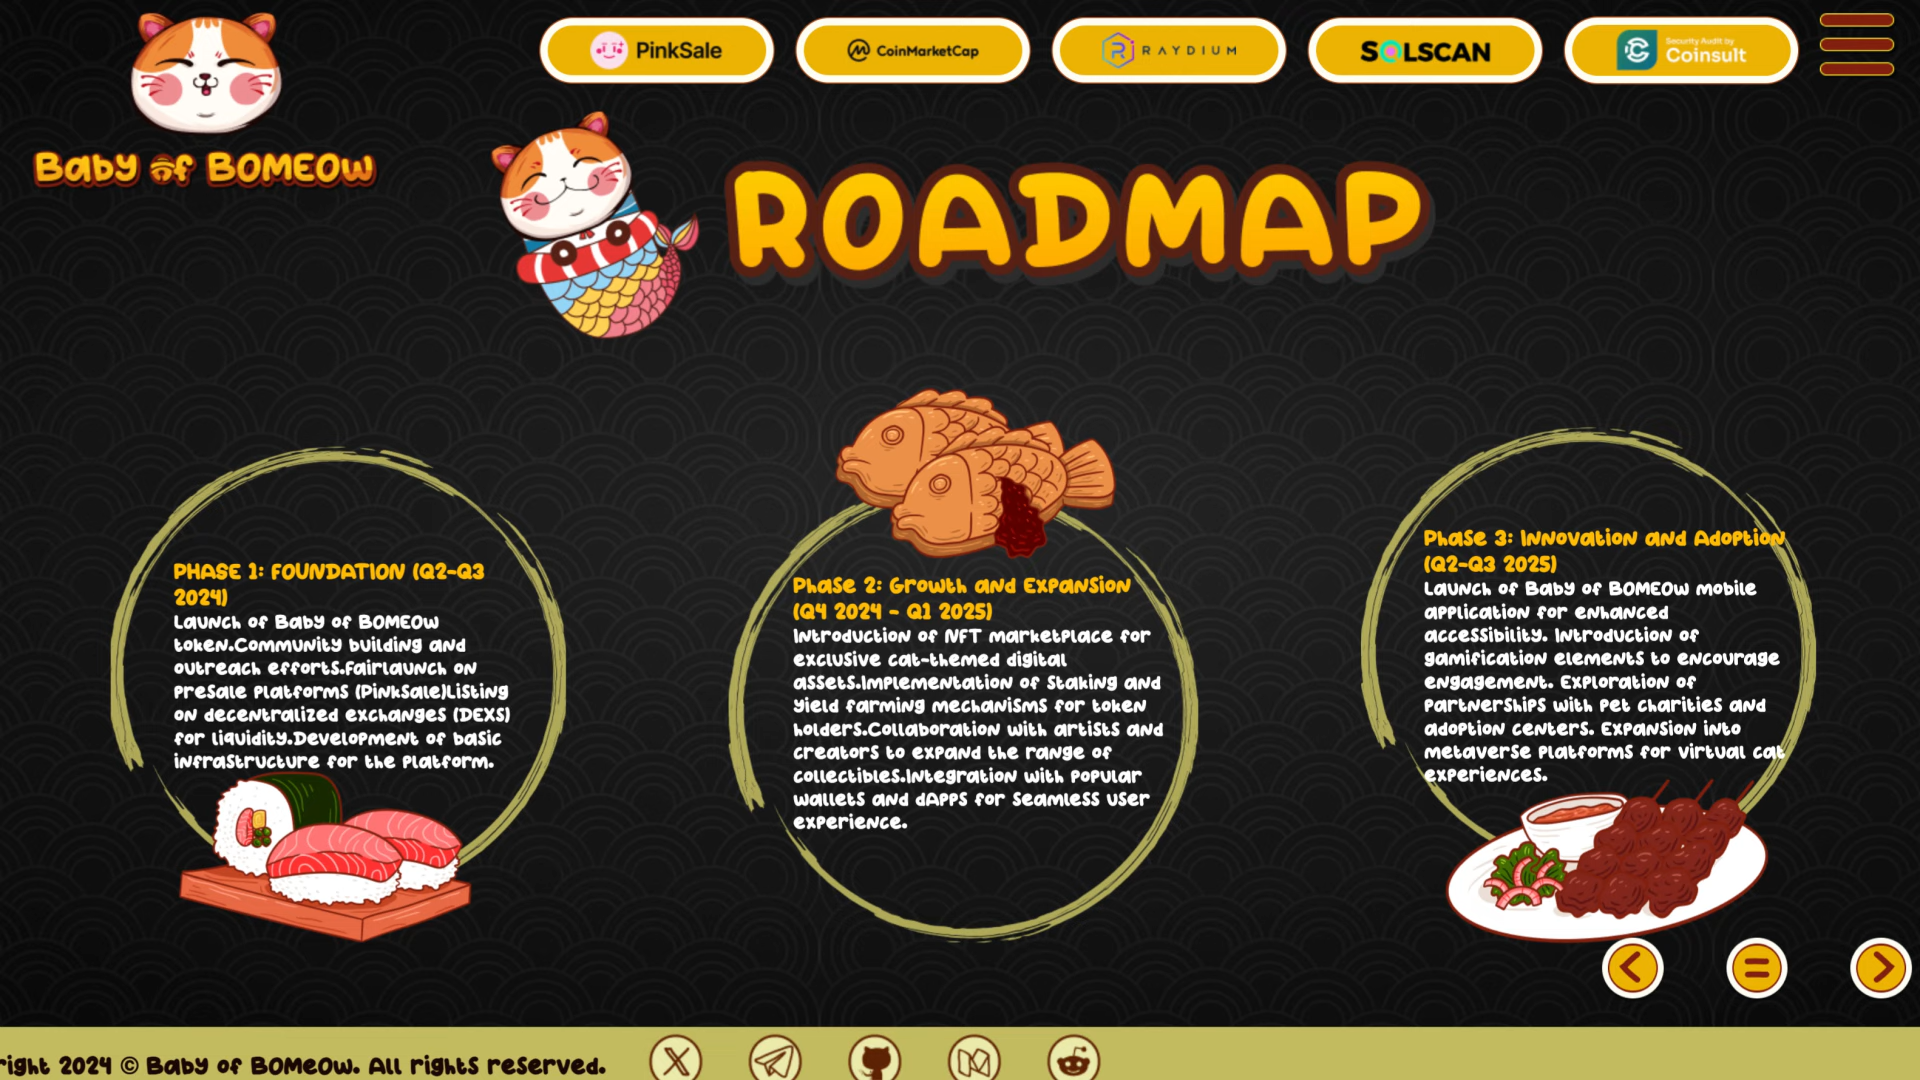 PinkSale
CoinMarketCap
RAYDIUM
SOLSCAN
Security Audit by
Coinsult
Baby of BOMEOW
ROADMAP
PHASE 1: FOUNDATION (Q2-Q3
2024)
Launch of Baby of BOMEOW
token.Community building and
outreach efforts.Fairlaunch on
presale platforms (PinkSale)Listing
on decentralized exchanges (DEXS)
for liquidity.Development of basic
infrastructure for the platform.
Phase 2: Growth and Expansion
(Q4 2024 - Q1 2025)
Introduction of NFT marketplace for
exclusive cat-themed digital
assets.Implementation of staking and
yield farming mechanisms for token
holders.Collaboration with artists and
creators to expand the range of
collectibles.Integration with popular
wallets and dApps for seamless user
experience.
Phase 3: Innovation and Adoption
(Q2-Q3 2025)
Launch of Baby of BOMEOW mobile
application for enhanced
accessibility. Introduction of
gamification elements to encourage
engagement. Exploration of
partnerships with pet charities and
adoption centers. Expansion into
metaverse platforms for virtual cat
experiences.
right 2024 © Baby of BOMEOW. All rights reserved.